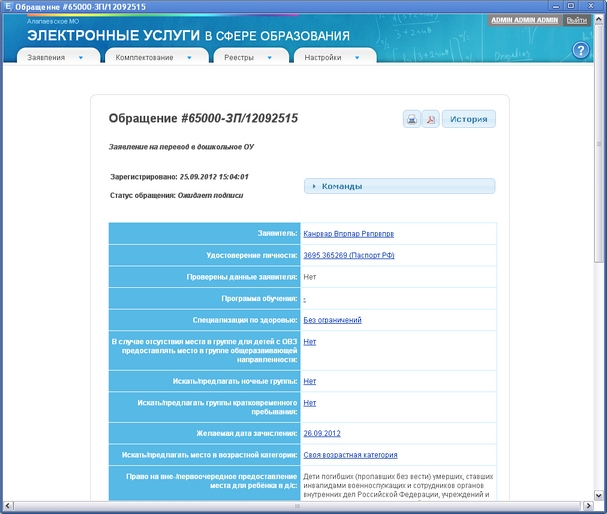 Обращение #65000-ЗП/12092515
Алапаевское МО
ADMIN ADMIN ADMIN
Выйти
ЭЛЕКТРОННЫЕ УСЛУГИ В СФЕРЕ ОБРАЗОВАНИЯ
?
Заявления
Комплектование
Реестры
Настройки
Обращение #65000-ЗП/12092515
История
Заявление на перевод в дошкольное ОУ
Зарегистрировано: 25.09.2012 15:04:01
Команды
Статус обращения: Ожидает подписи
Заявитель: Канрвар Впрлар Рвпрвпрв
Удостоверение личности: 3695 365269 (Паспорт РФ)
Проверены данные заявителя: Нет
Программа обучения: -
Специализация по здоровью: Без ограничений
В случае отсутствия места в группе для детей с ОВЗ Нет
предоставлять место в группе общеразвивающей
направленности:
Искать/предлагать ночные группы: Нет
Искать/предлагать группы кратковременного Нет
пребывания:
Желаемая дата зачисления: 26.09.2012
Искать/предлагать место в возрастной категории: Своя возрастная категория
Право на вне-/первоочередное предоставление Дети погибших (пропавших без вести) умерших, ставших
места для ребенка в д/с: инвалидами военнослужащих и сотрудников органов
внутренних дел Российской Федерации, учреждений и